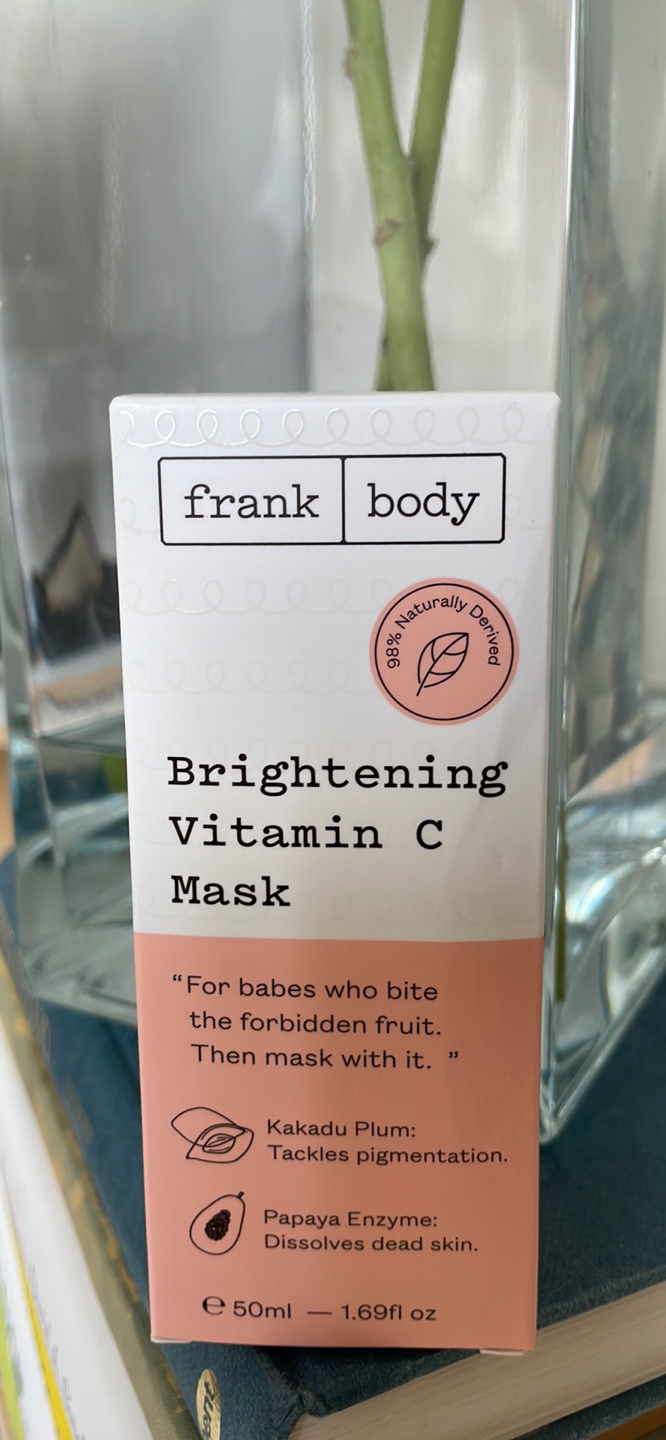 frank body
98% Naturally Derived
Brightening
Vitamin C
Mask
“For babes who bite
the forbidden fruit.
Then mask with it. ”
Kakadu Plum:
Tackles pigmentation.
Papaya Enzyme:
Dissolves dead skin.
℮ 50ml — 1.69fl oz